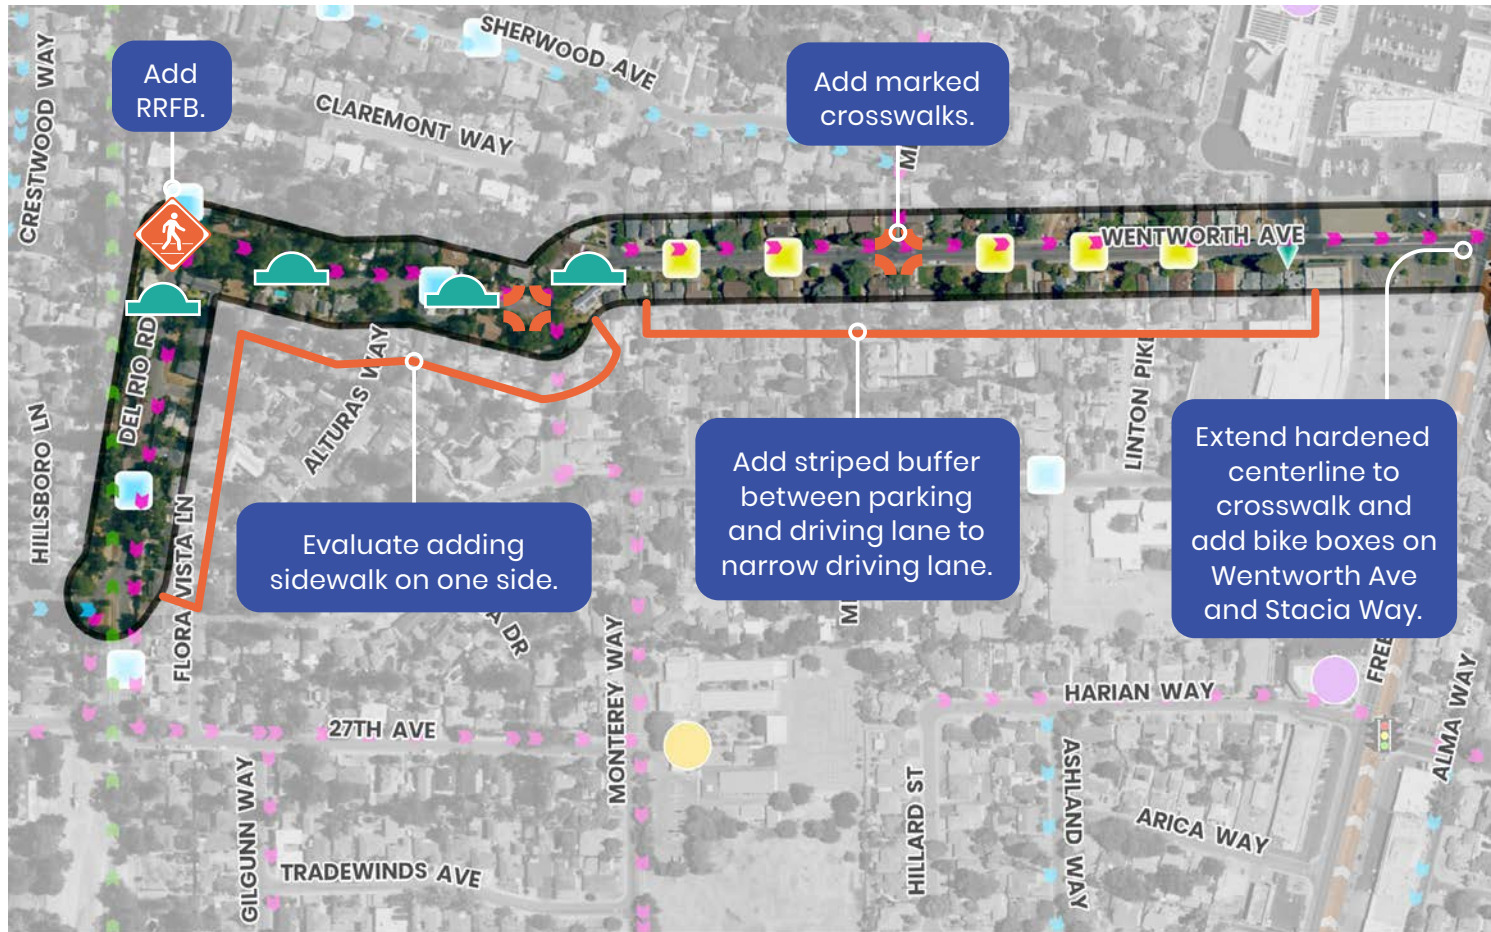 CRESTWOOD WAY
SHERWOOD AVE
CLAREMONT WAY
Add
RRFB.
Add marked
crosswalks.
WENTWORTH AVE
DEL RIO RD
HILLSBORO LN
FLORA VISTA LN
ALTURAS WAY
LINTON
Evaluate adding
sidewalk on one side.
Add striped buffer
between parking
and driving lane to
narrow driving lane.
Extend hardened
centerline to
crosswalk and
add bike boxes on
Wentworth Ave
and Stacia Way.
DR
MONTEREY WAY
27TH AVE
HARIAN WAY
ALMA WAY
GILGUNN WAY
TRADEWINDS AVE
HILLARD ST
ASHLAND WAY
ARICA WAY